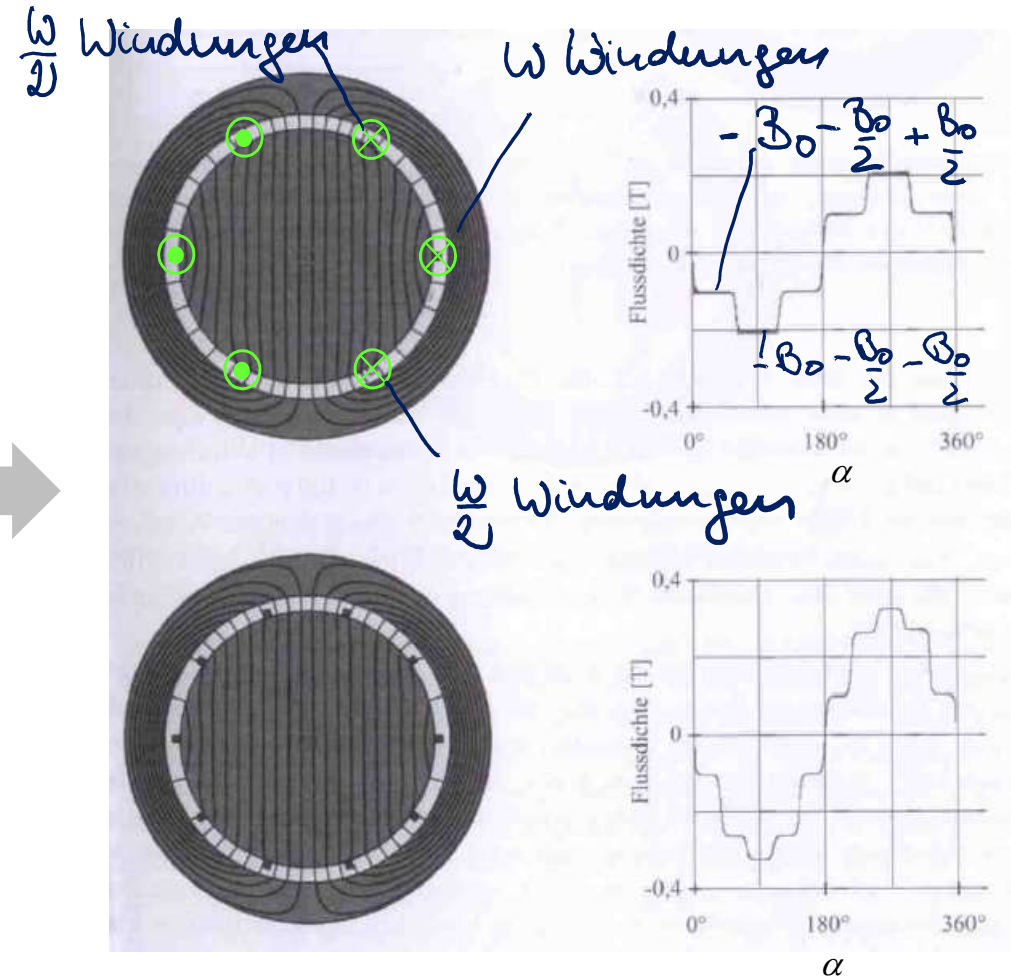 w/2 Windungen
w Windungen
0,4
- B₀ - B₀/2 + B₀/2
Flussdichte [T]
0
- B₀ - B₀/2 - B₀/2
-0,4
0° 180° 360°
α
w/2 Windungen
0,4
Flussdichte [T]
0
-0,4
0° 180° 360°
α